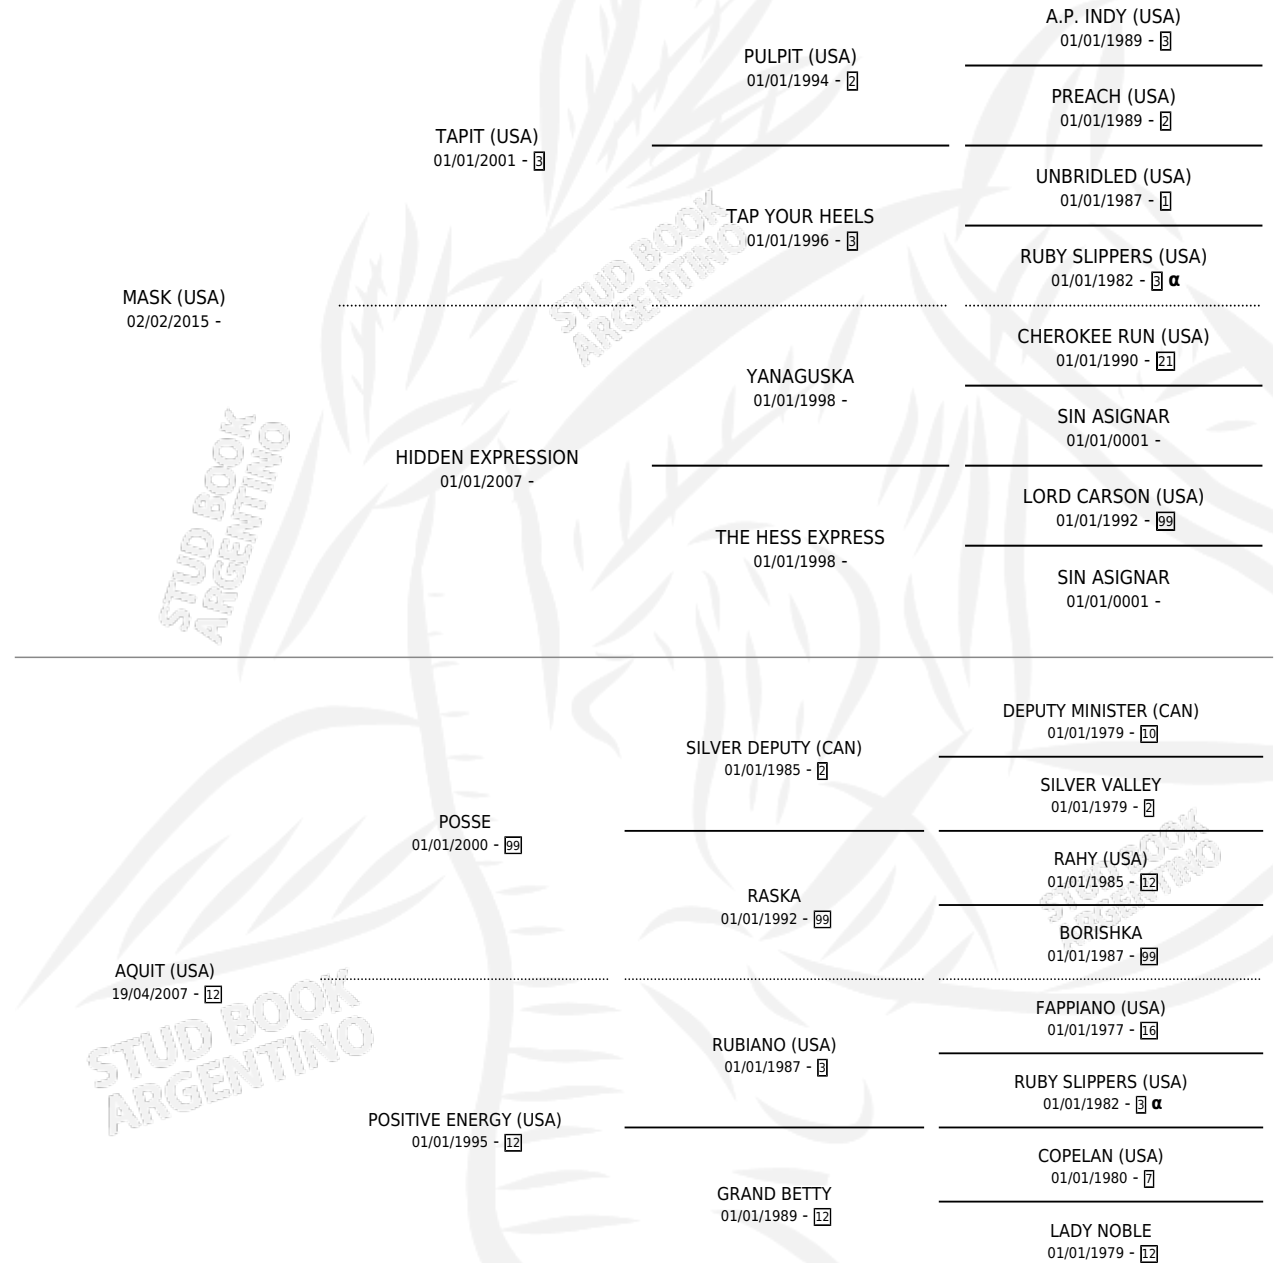 A.P. INDY (USA)
01/01/1989 - 3
PULPIT (USA)
01/01/1994 - 2
PREACH (USA)
01/01/1989 - 2
TAPIT (USA)
01/01/2001 - 3
UNBRIDLED (USA)
01/01/1987 - 1
TAP YOUR HEELS
01/01/1996 - 3
RUBY SLIPPERS (USA)
01/01/1982 - 3 α
STUD BOOK
ARGENTINO
MASK (USA)
02/02/2015 -
CHEROKEE RUN (USA)
01/01/1990 - 21
YANAGUSKA
01/01/1998 -
SIN ASIGNAR
01/01/0001 -
HIDDEN EXPRESSION
01/01/2007 -
LORD CARSON (USA)
01/01/1992 - 99
THE HESS EXPRESS
01/01/1998 -
SIN ASIGNAR
01/01/0001 -
STUD BOOK
ARGENTINO
DEPUTY MINISTER (CAN)
01/01/1979 - 10
SILVER DEPUTY (CAN)
01/01/1985 - 2
SILVER VALLEY
01/01/1979 - 2
POSSE
01/01/2000 - 99
RAHY (USA)
01/01/1985 - 12
RASKA
01/01/1992 - 99
BORISHKA
01/01/1987 - 99
STUD BOOK
ARGENTINO
AQUIT (USA)
19/04/2007 - 12
FAPPIANO (USA)
01/01/1977 - 16
RUBIANO (USA)
01/01/1987 - 3
RUBY SLIPPERS (USA)
01/01/1982 - 3 α
POSITIVE ENERGY (USA)
01/01/1995 - 12
COPELAN (USA)
01/01/1980 - 7
GRAND BETTY
01/01/1989 - 12
LADY NOBLE
01/01/1979 - 12
STUD BOOK
ARGENTINO